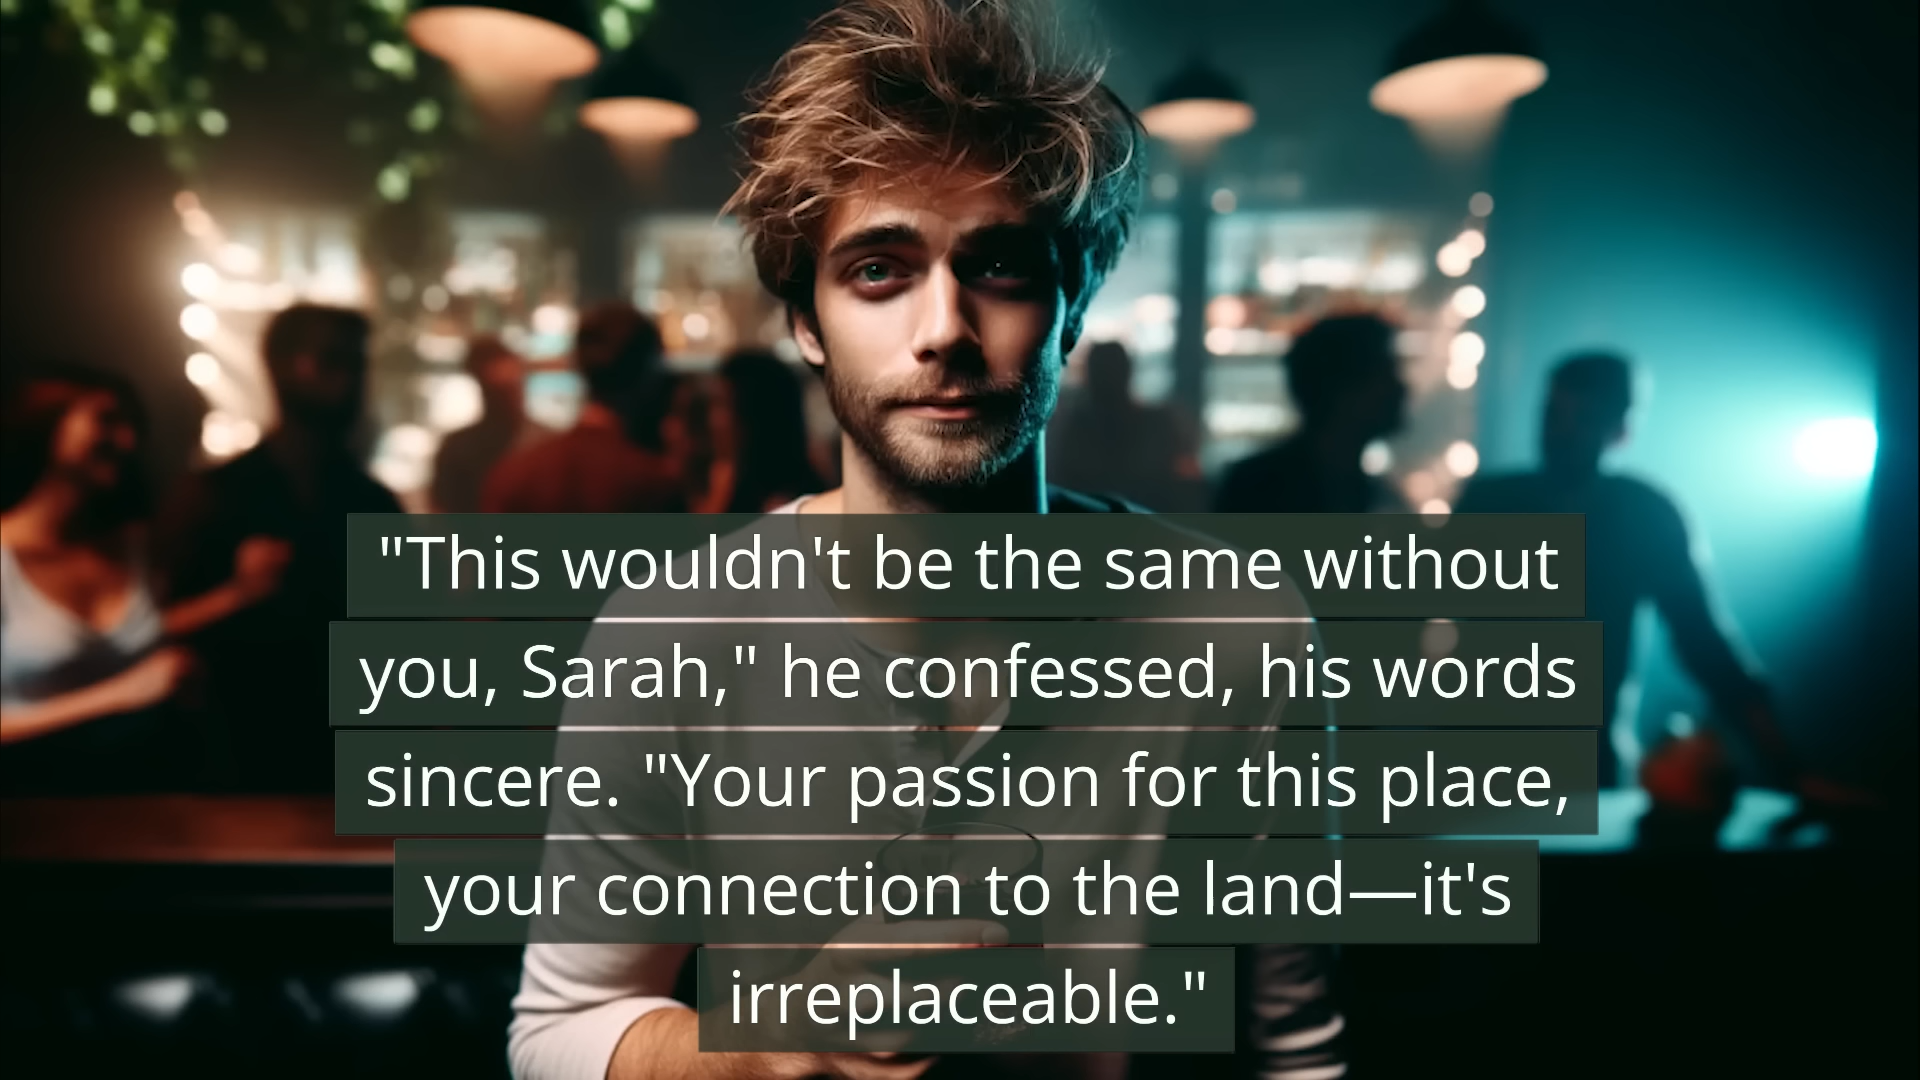 "This wouldn't be the same without
you, Sarah," he confessed, his words
sincere. "Your passion for this place,
your connection to the land—it's
irreplaceable."